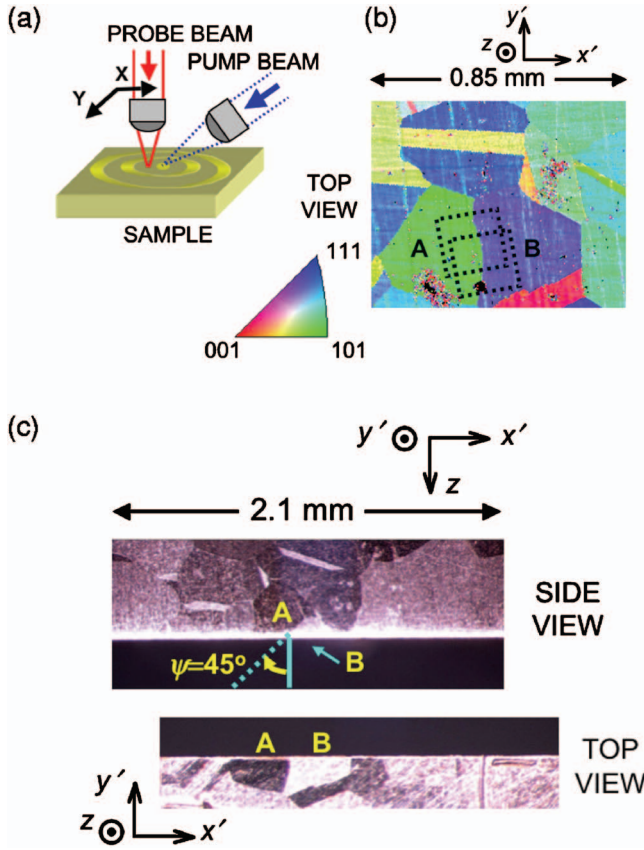 (a)
PROBE BEAM
PUMP BEAM
X
Y
SAMPLE
TOP
VIEW
111
001
101
(b)
y′
z
x′
0.85 mm
A
B
(c)
y′
x′
z
2.1 mm
A
B
ψ=45°
SIDE
VIEW
A
B
TOP
VIEW
y′
z
x′